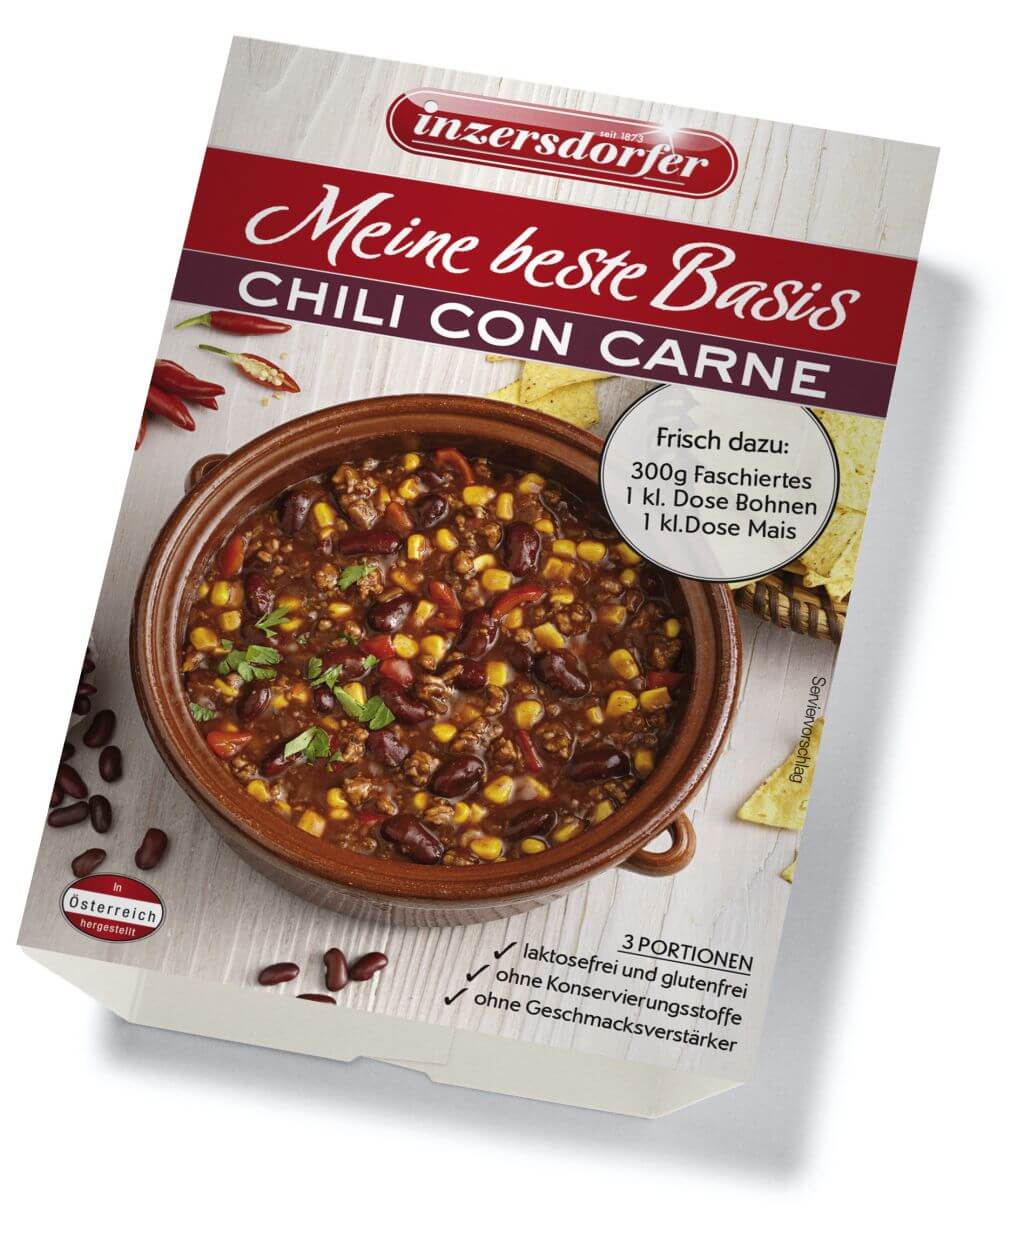 inzersdorfer
seit 1873
Meine beste Basis
CHILI CON CARNE
Frisch dazu:
300g Faschiertes
1 kl. Dose Bohnen
1 kl.Dose Mais
Serviervorschlag
In
Österreich
hergestellt
3 PORTIONEN
✓ laktosefrei und glutenfrei
✓ ohne Konservierungsstoffe
✓ ohne Geschmacksverstärker